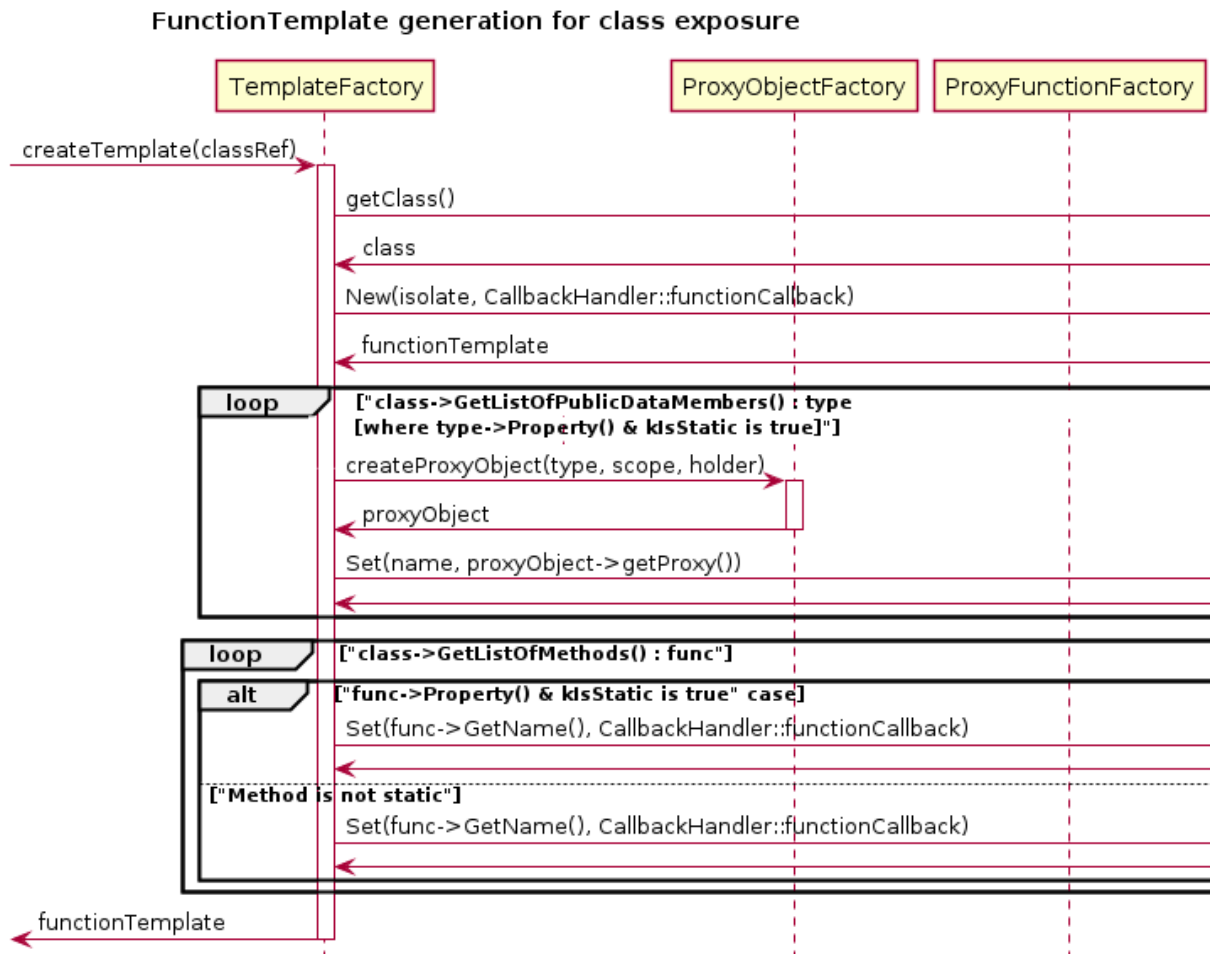 FunctionTemplate generation for class exposure
TemplateFactory
ProxyObjectFactory
ProxyFunctionFactory
createTemplate(classRef)
getClass()
class
New(isolate, CallbackHandler::functionCallback)
functionTemplate
loop
["class->GetListOfPublicDataMembers() : type
[where type->Property() & kIsStatic is true]"]
createProxyObject(type, scope, holder)
proxyObject
Set(name, proxyObject->getProxy())
loop
["class->GetListOfMethods() : func"]
alt
["func->Property() & kIsStatic is true" case]
Set(func->GetName(), CallbackHandler::functionCallback)
["Method is not static"]
Set(func->GetName(), CallbackHandler::functionCallback)
functionTemplate